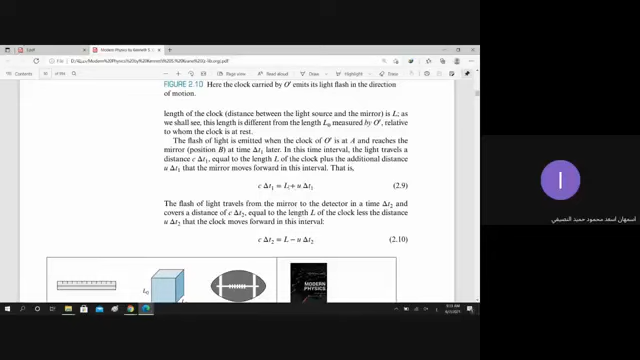 Modern Physics by Kenneth S
Page view
Read aloud
Draw
Highlight
FIGURE 2.10 Here the clock carried by O′ emits its light flash in the direction
of motion.
length of the clock (distance between the light source and the mirror) is L; as
we shall see, this length is different from the length L₀ measured by O′, relative
to whom the clock is at rest.
The flash of light is emitted when the clock of O′ is at A and reaches the
mirror (position B) at time Δt₁ later. In this time interval, the light travels a
distance c Δt₁, equal to the length L of the clock plus the additional distance
u Δt₁ that the mirror moves forward in this interval. That is,
c Δt₁ = L + u Δt₁ (2.9)
The flash of light travels from the mirror to the detector in a time Δt₂ and
covers a distance of c Δt₂, equal to the length L of the clock less the distance
u Δt₂ that the clock moves forward in this interval:
c Δt₂ = L − u Δt₂ (2.10)
L₀
MODERN
PHYSICS
I
اسمهان اسعد محمود حميد النصيفي